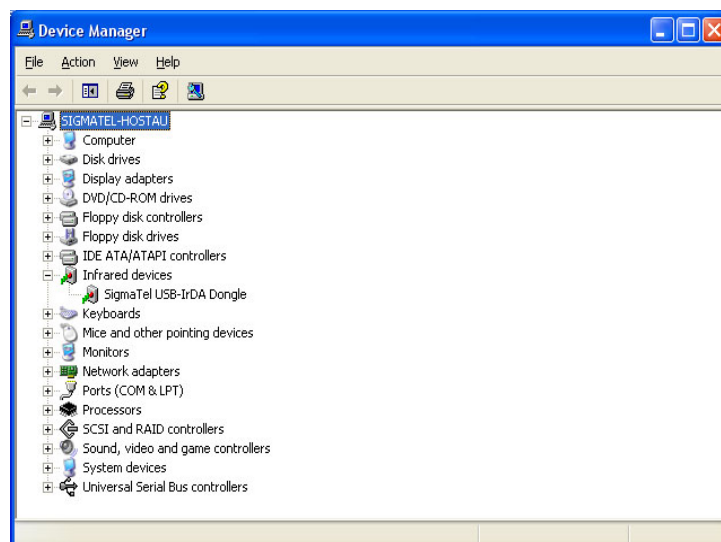 Device Manager
File Action View Help
SIGMATEL-HOSTAU
Computer
Disk drives
Display adapters
DVD/CD-ROM drives
Floppy disk controllers
Floppy disk drives
IDE ATA/ATAPI controllers
Infrared devices
SigmaTel USB-IrDA Dongle
Keyboards
Mice and other pointing devices
Monitors
Network adapters
Ports (COM & LPT)
Processors
SCSI and RAID controllers
Sound, video and game controllers
System devices
Universal Serial Bus controllers